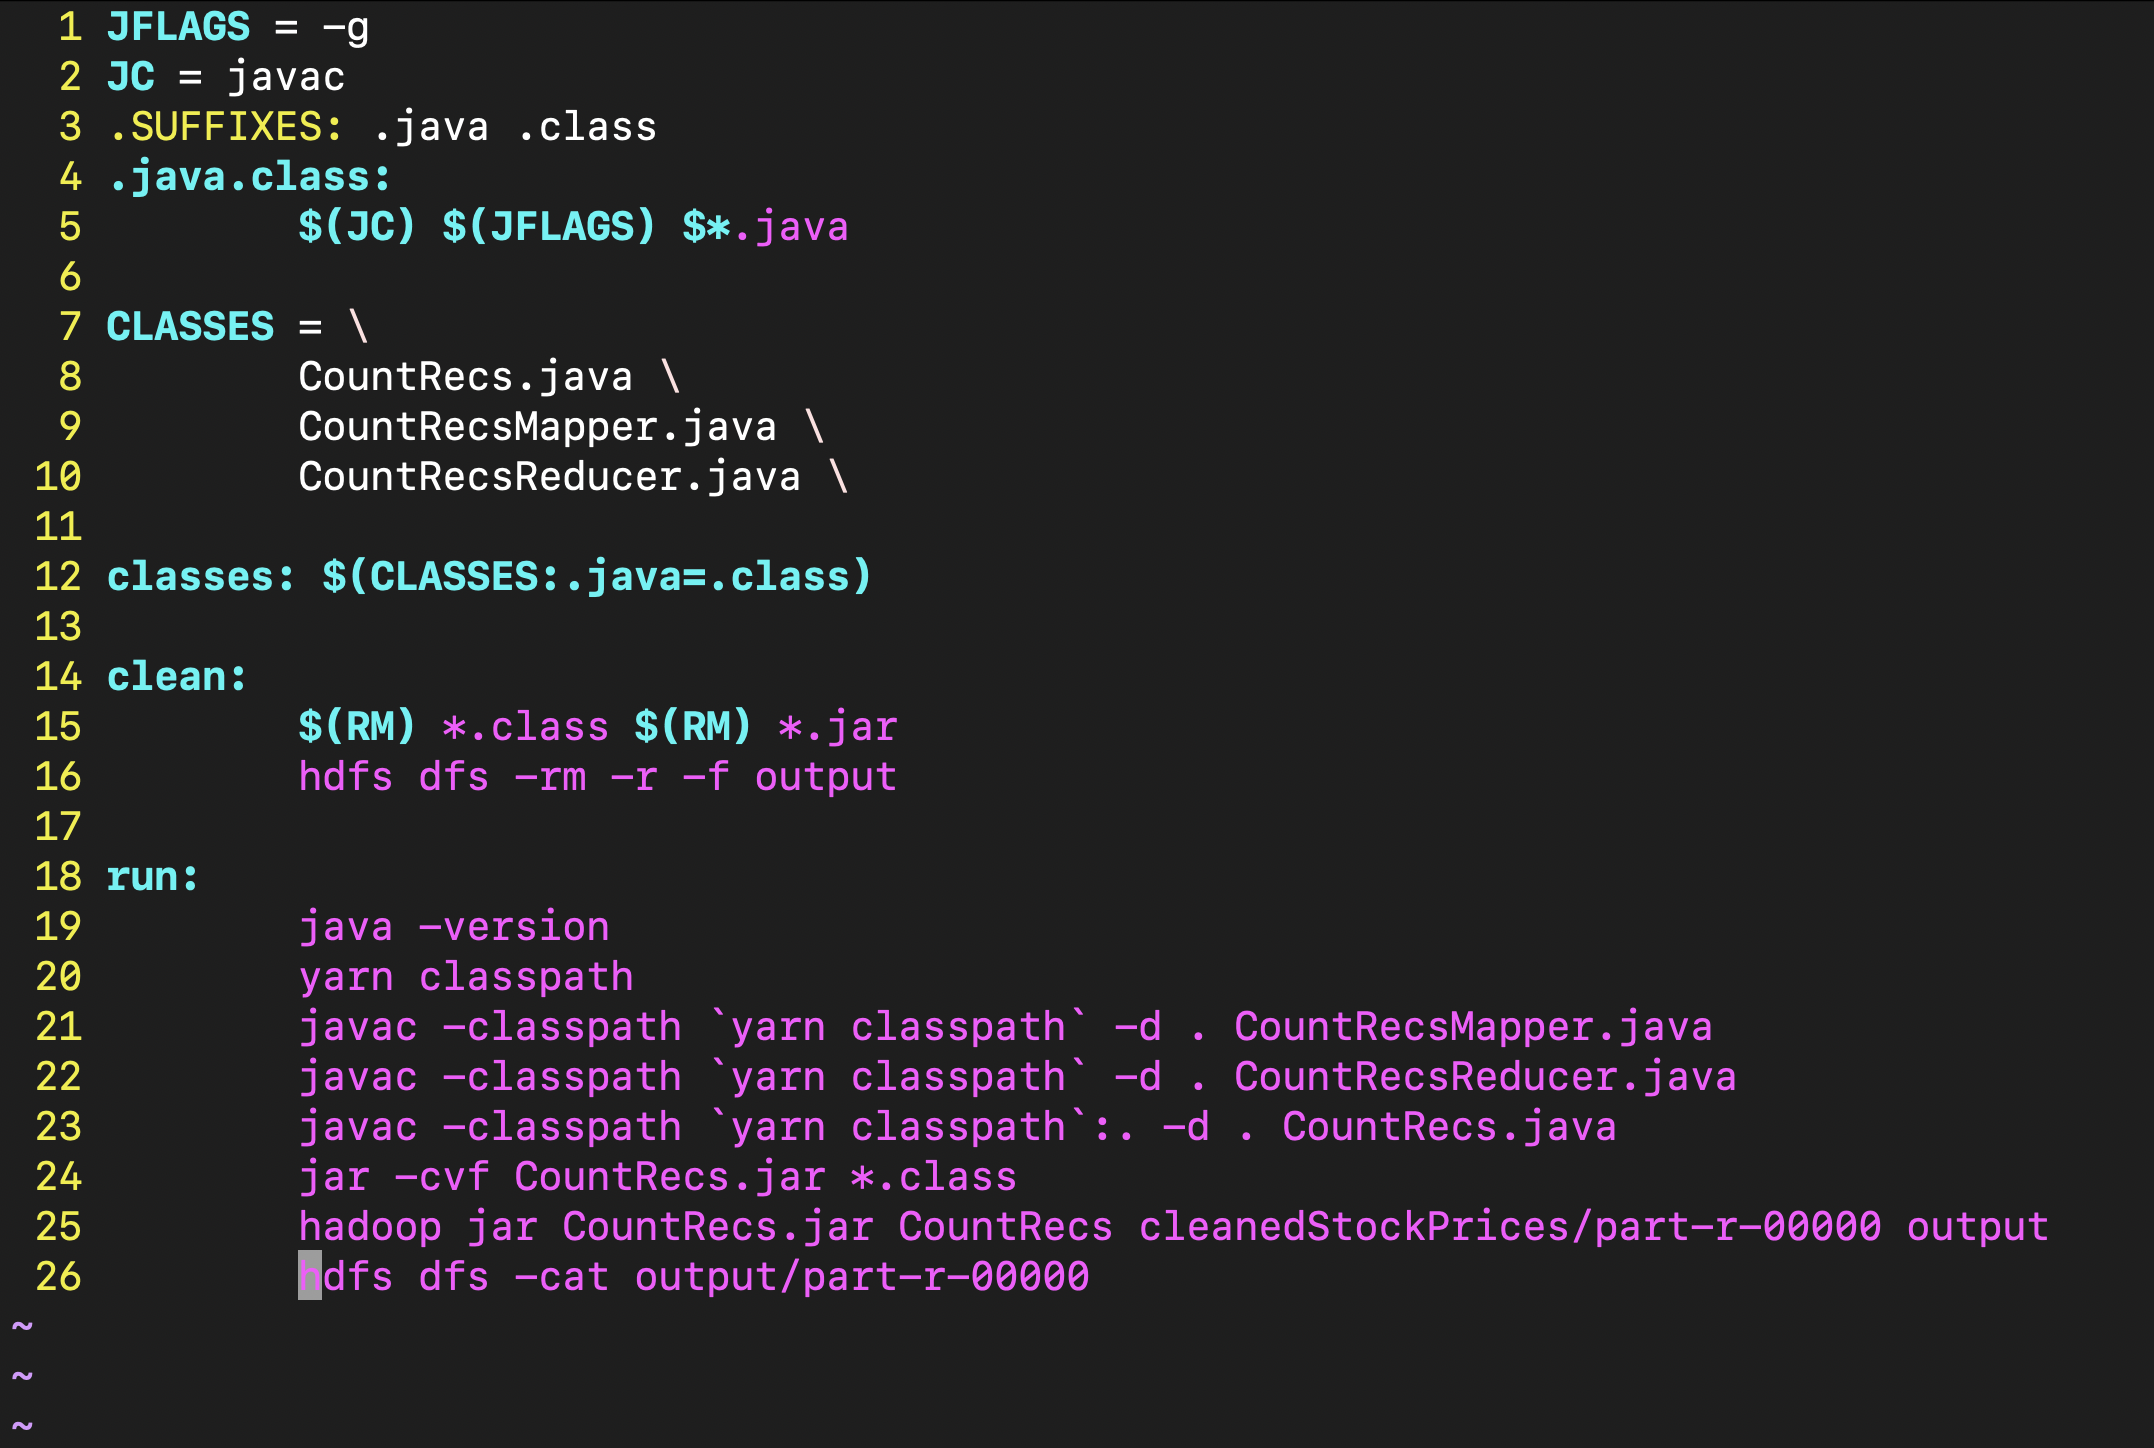 1 JFLAGS = -g
2 JC = javac
3 .SUFFIXES: .java .class
4 .java.class:
5         $(JC) $(JFLAGS) $*.java
6
7 CLASSES = \
8         CountRecs.java \
9         CountRecsMapper.java \
10         CountRecsReducer.java \
11
12 classes: $(CLASSES:.java=.class)
13
14 clean:
15         $(RM) *.class $(RM) *.jar
16         hdfs dfs -rm -r -f output
17
18 run:
19         java -version
20         yarn classpath
21         javac -classpath `yarn classpath` -d . CountRecsMapper.java
22         javac -classpath `yarn classpath` -d . CountRecsReducer.java
23         javac -classpath `yarn classpath`:. -d . CountRecs.java
24         jar -cvf CountRecs.jar *.class
25         hadoop jar CountRecs.jar CountRecs cleanedStockPrices/part-r-00000 output
26         hdfs dfs -cat output/part-r-00000
~
~
~